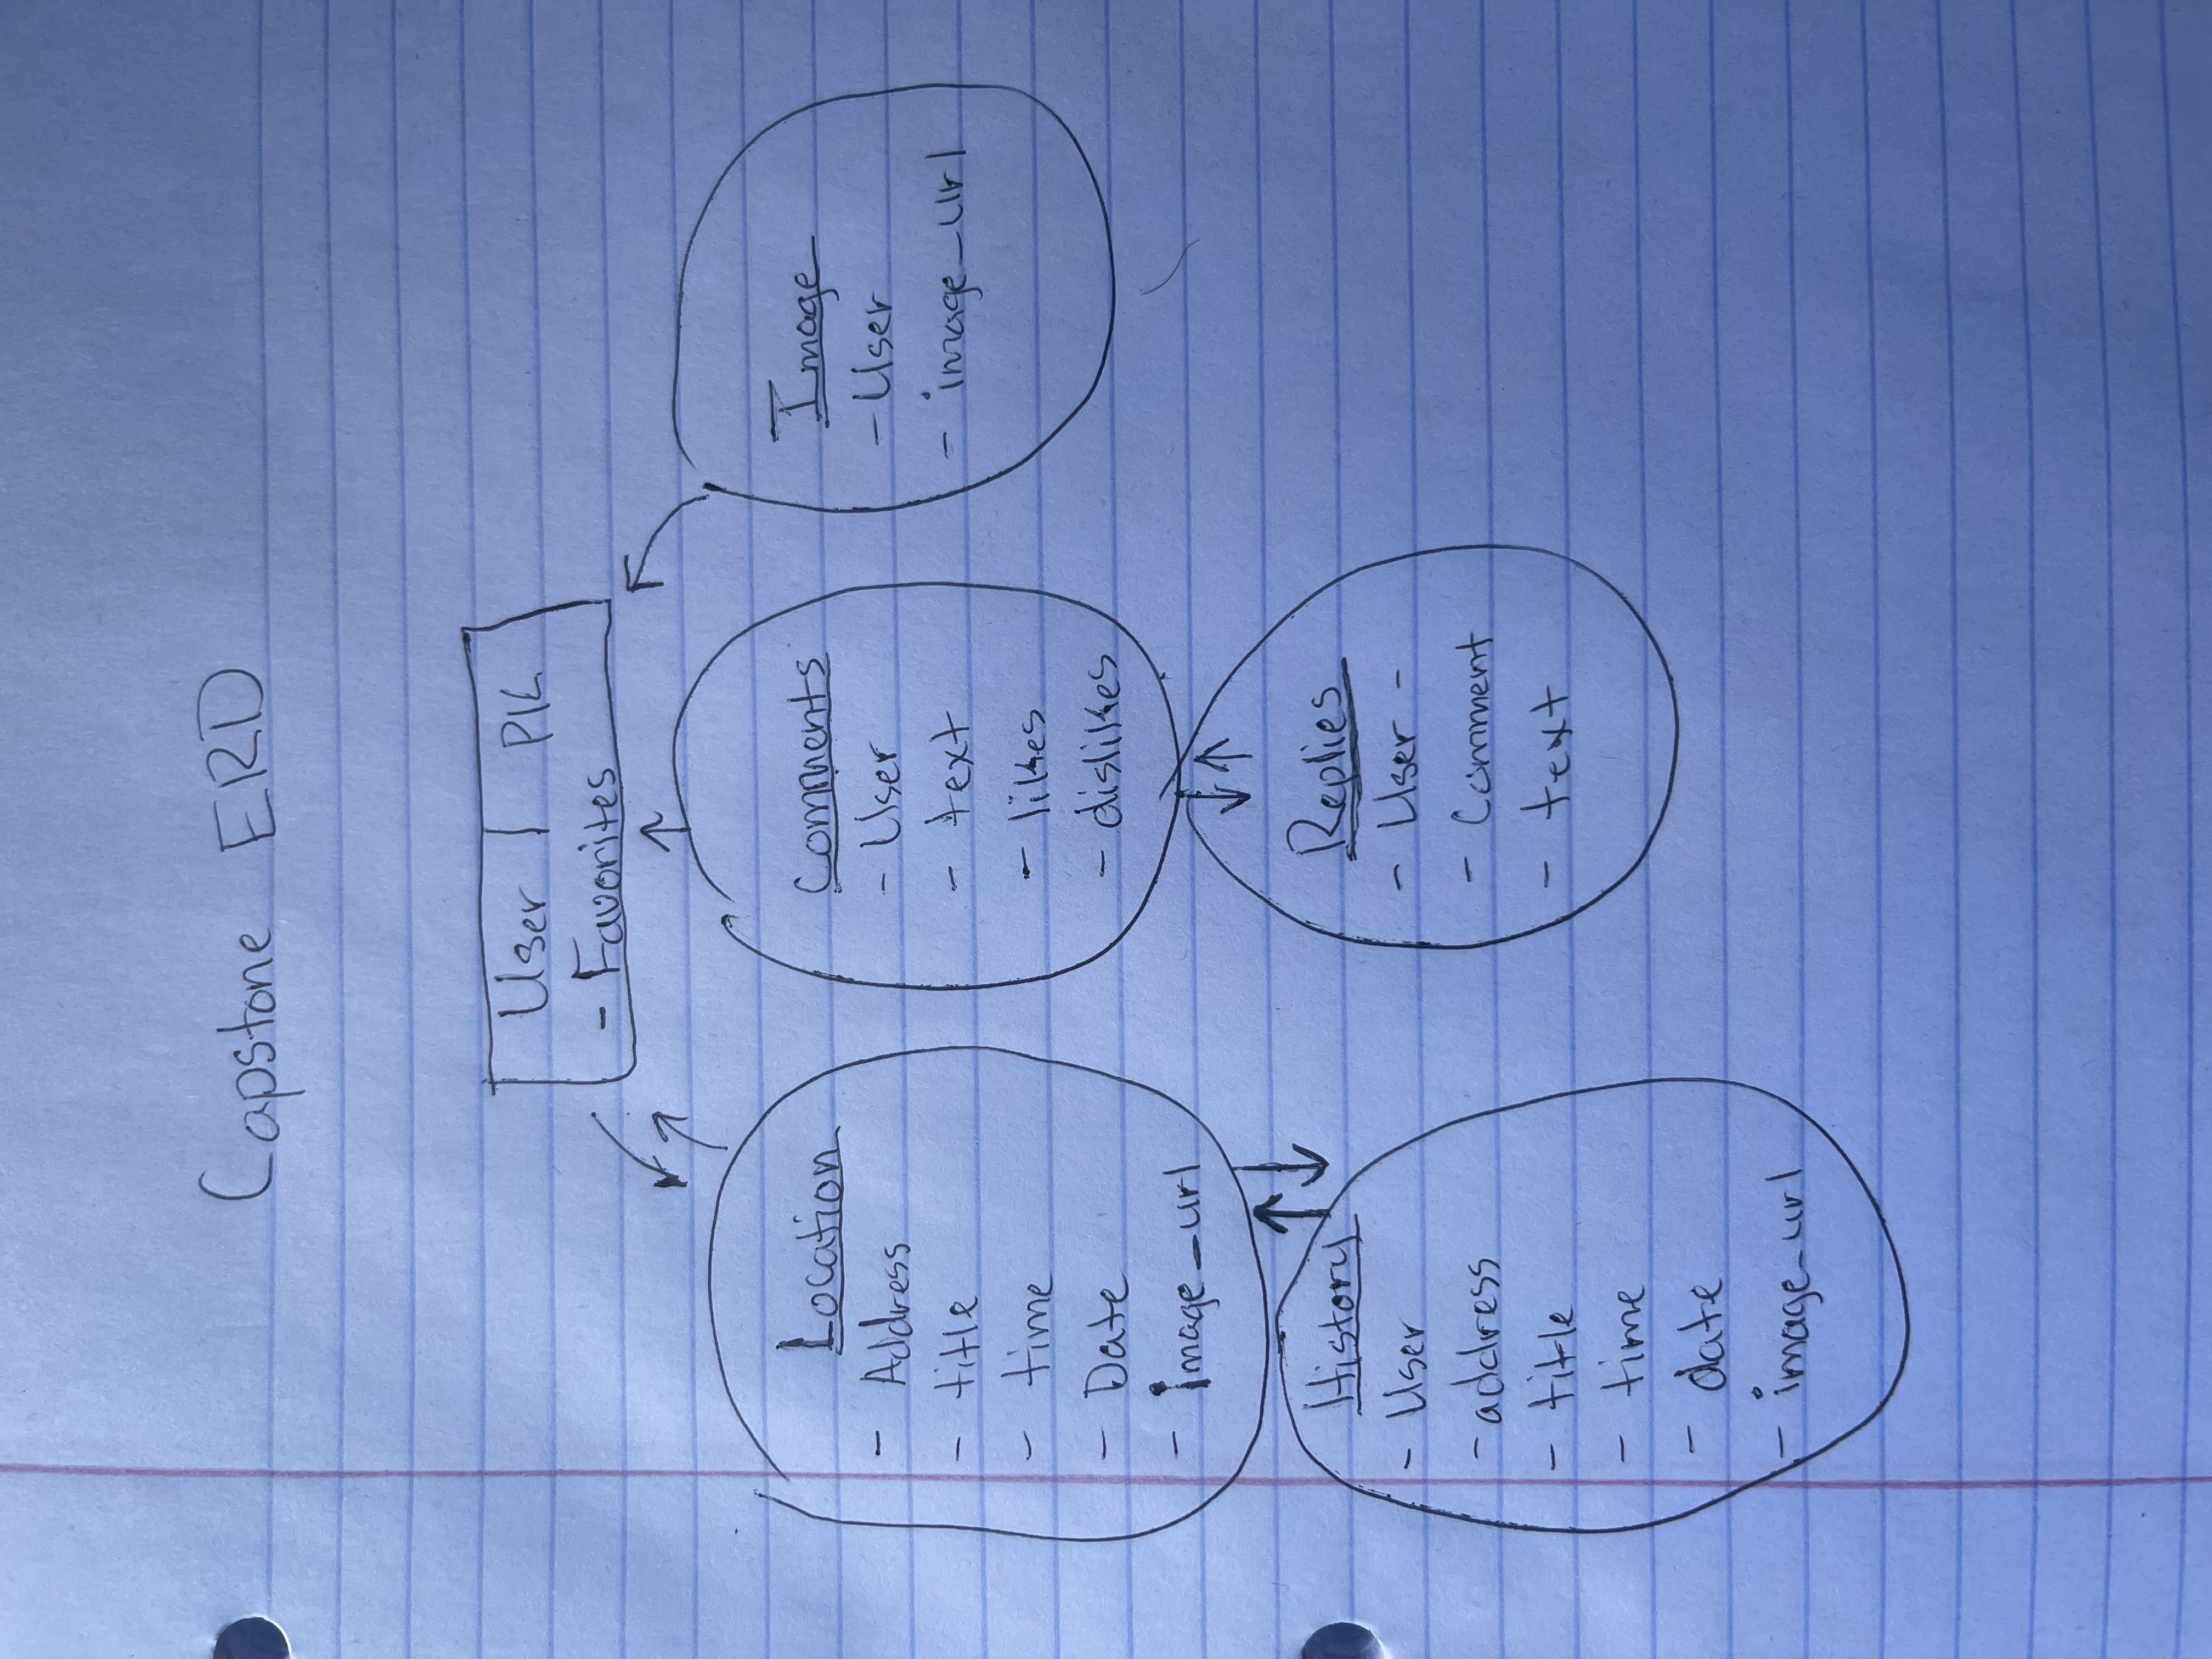 Capstone ERD
User | PK
- Favorites
Location
- Address
- title
- time
- Date
- image_url
Comments
- User
- text
- likes
- dislikes
Image
- User
- image_url
History
- User
- address
- title
- time
- date
- image_url
Replies
- User -
- Comment
- text